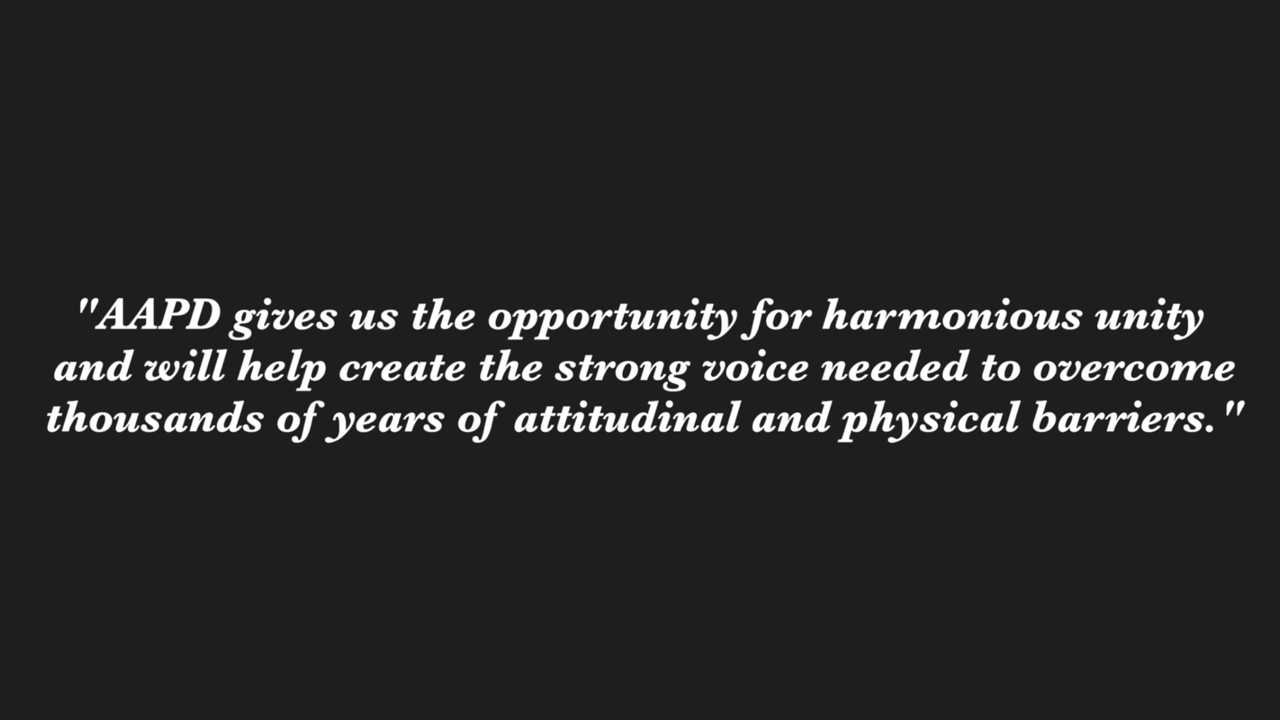 "AAPD gives us the opportunity for harmonious unity
and will help create the strong voice needed to overcome
thousands of years of attitudinal and physical barriers."